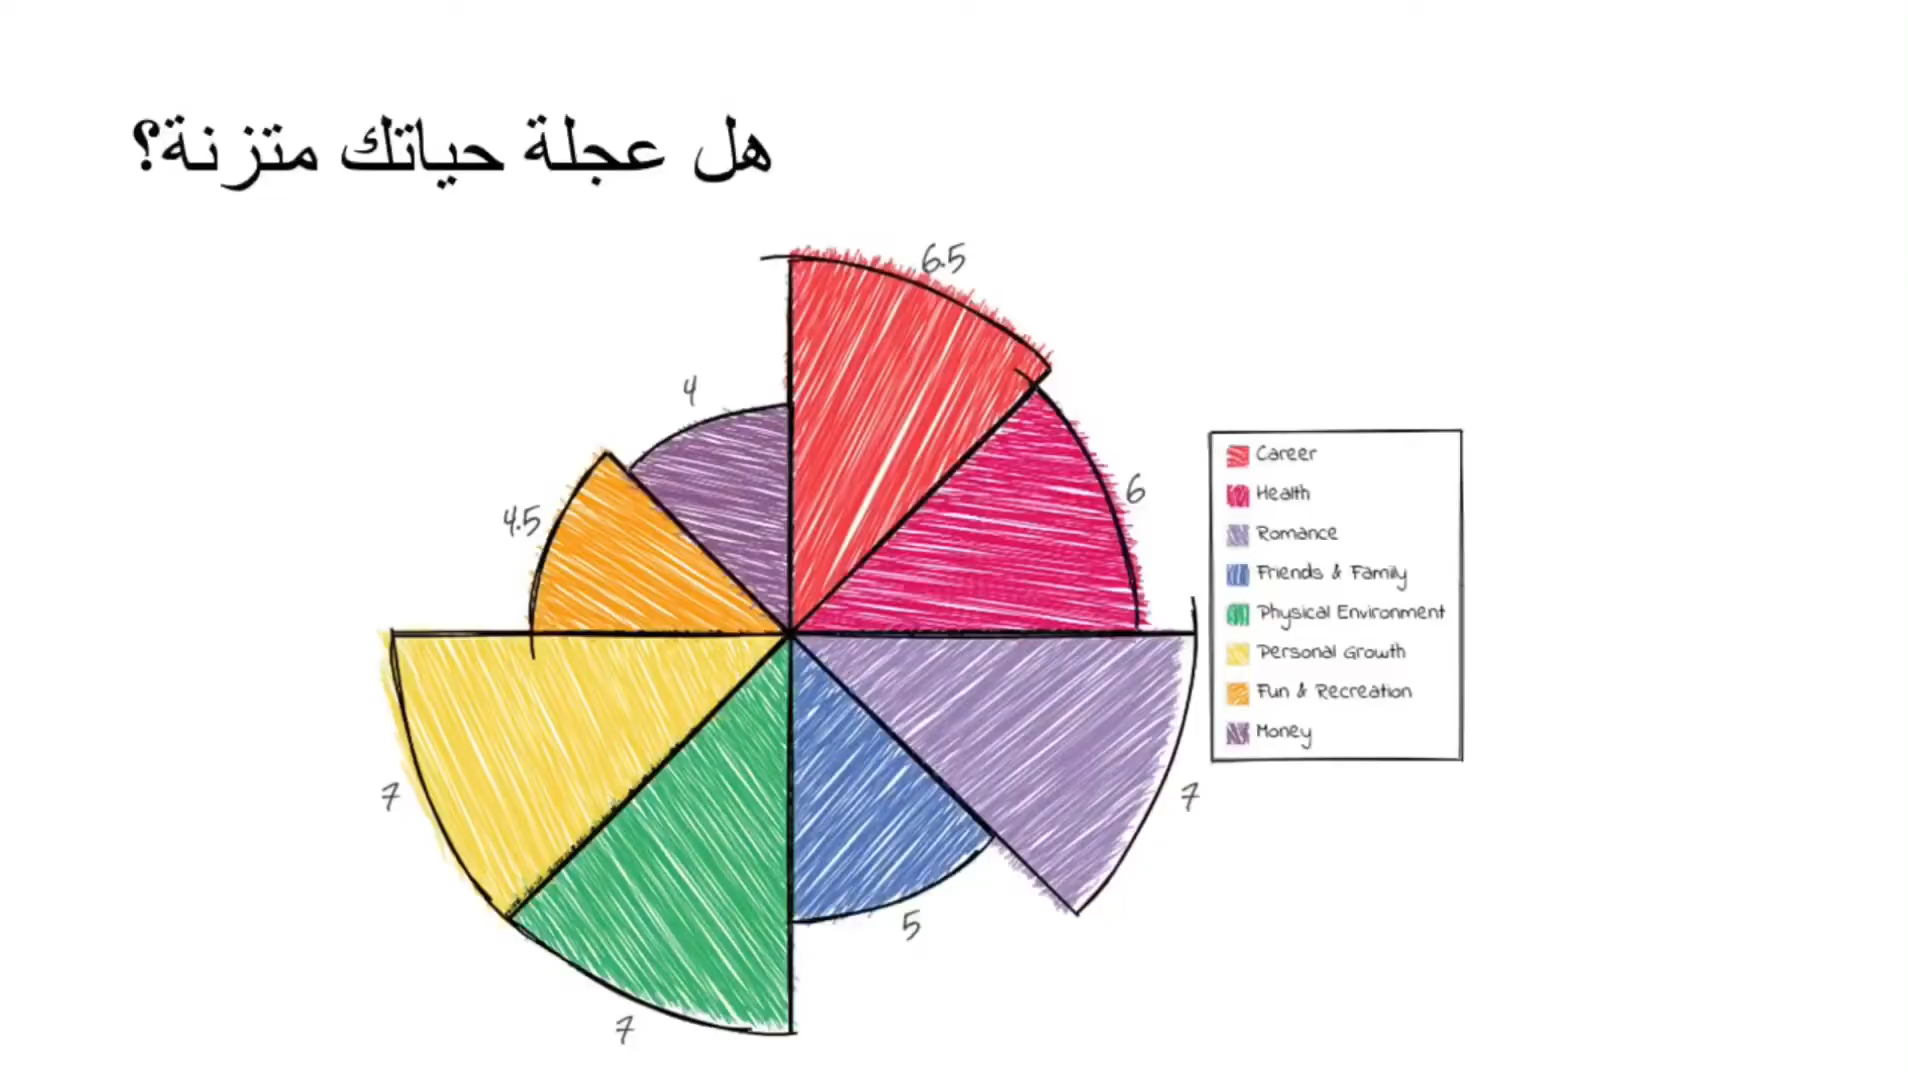 هل عجلة حياتك متزنة؟
6.5
4
6
4.5
7
7
5
7
Career
Health
Romance
Friends & Family
Physical Environment
Personal Growth
Fun & Recreation
Money